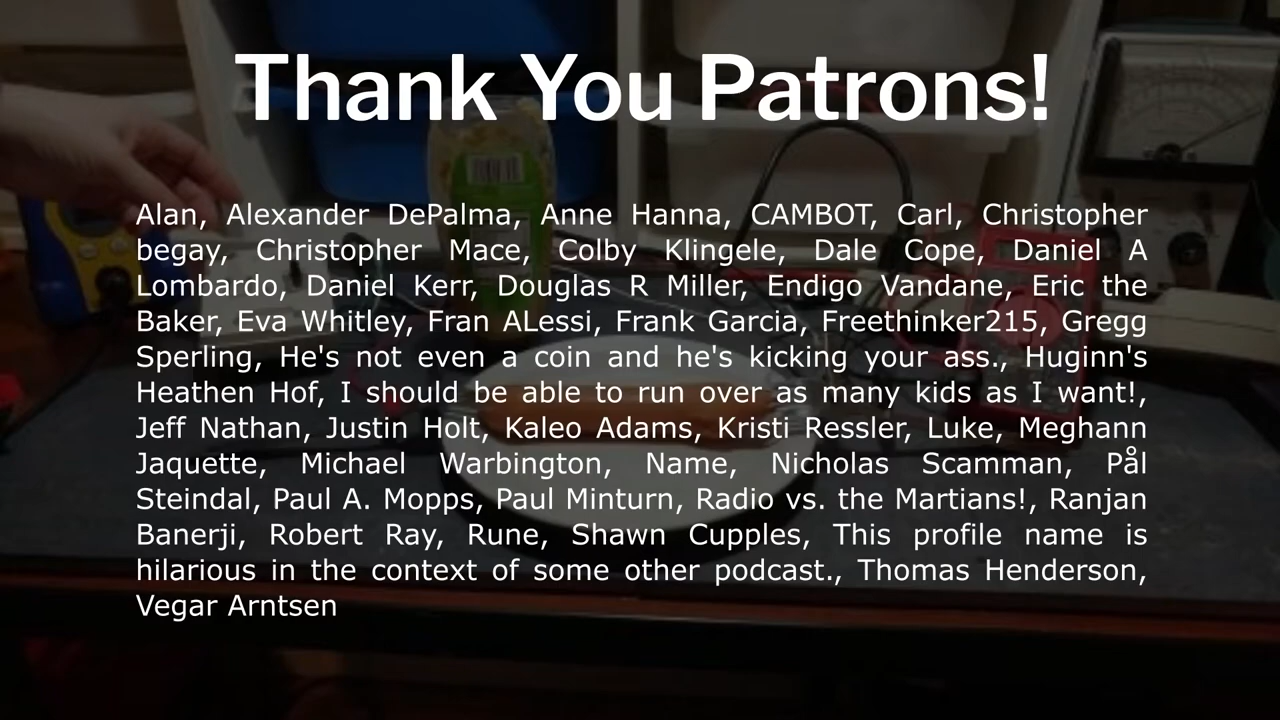 Thank You Patrons!
Alan, Alexander DePalma, Anne Hanna, CAMBOT, Carl, Christopher
begay, Christopher Mace, Colby Klingele, Dale Cope, Daniel A
Lombardo, Daniel Kerr, Douglas R Miller, Endigo Vandane, Eric the
Baker, Eva Whitley, Fran ALessi, Frank Garcia, Freethinker215, Gregg
Sperling, He's not even a coin and he's kicking your ass., Huginn's
Heathen Hof, I should be able to run over as many kids as I want!,
Jeff Nathan, Justin Holt, Kaleo Adams, Kristi Ressler, Luke, Meghann
Jaquette, Michael Warbington, Name, Nicholas Scamman, Pål
Steindal, Paul A. Mopps, Paul Minturn, Radio vs. the Martians!, Ranjan
Banerji, Robert Ray, Rune, Shawn Cupples, This profile name is
hilarious in the context of some other podcast., Thomas Henderson,
Vegar Arntsen